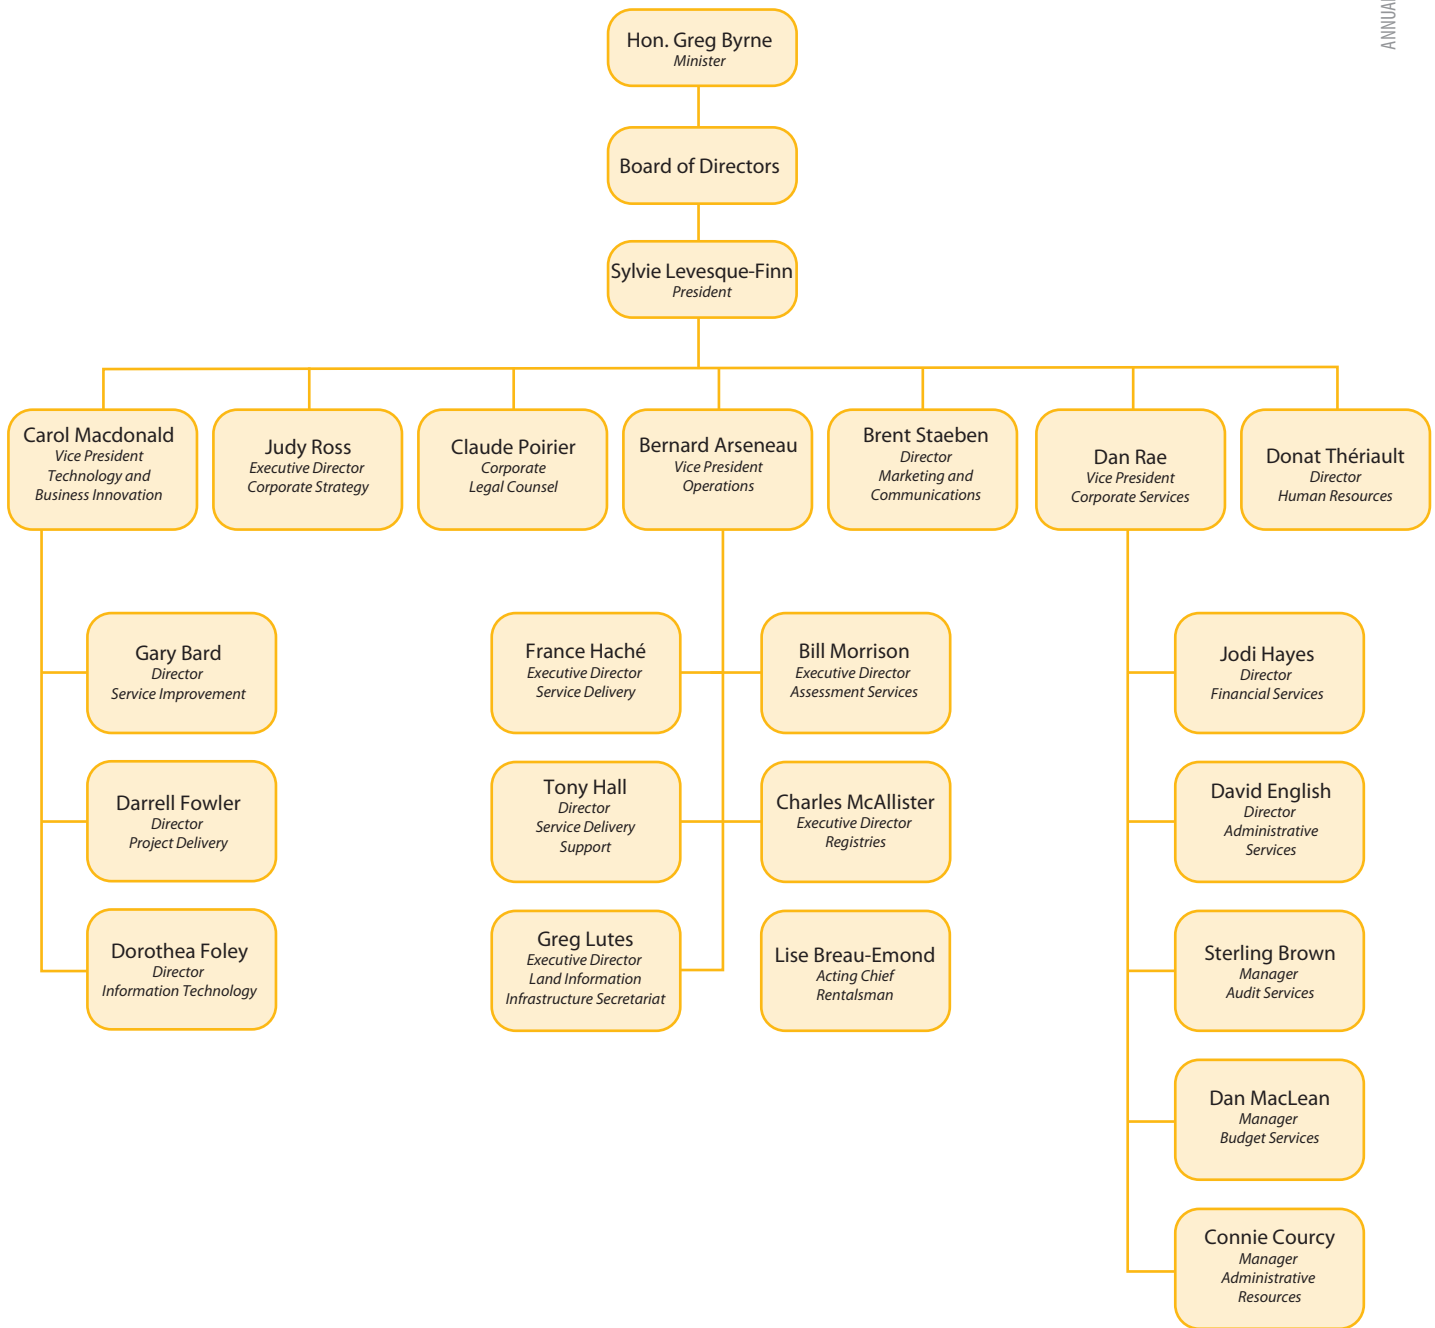 ANNUAL
Hon. Greg Byrne
Minister
Board of Directors
Sylvie Levesque-Finn
President
Carol Macdonald
Vice President
Technology and
Business Innovation
Judy Ross
Executive Director
Corporate Strategy
Claude Poirier
Corporate
Legal Counsel
Bernard Arseneau
Vice President
Operations
Brent Staeben
Director
Marketing and
Communications
Dan Rae
Vice President
Corporate Services
Donat Thériault
Director
Human Resources
Gary Bard
Director
Service Improvement
Darrell Fowler
Director
Project Delivery
Dorothea Foley
Director
Information Technology
France Haché
Executive Director
Service Delivery
Bill Morrison
Executive Director
Assessment Services
Tony Hall
Director
Service Delivery
Support
Charles McAllister
Executive Director
Registries
Greg Lutes
Executive Director
Land Information
Infrastructure Secretariat
Lise Breau-Emond
Acting Chief
Rentalsman
Jodi Hayes
Director
Financial Services
David English
Director
Administrative
Services
Sterling Brown
Manager
Audit Services
Dan MacLean
Manager
Budget Services
Connie Courcy
Manager
Administrative
Resources